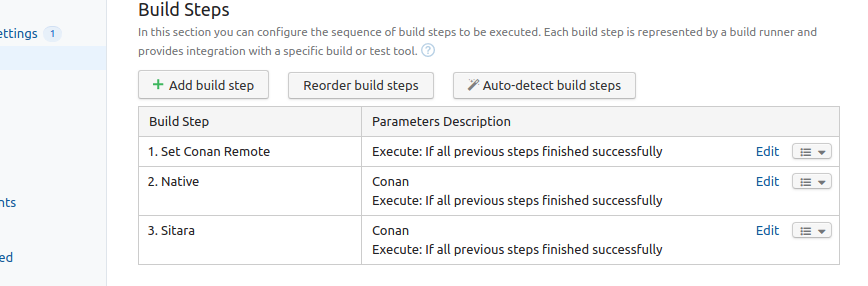 Build Steps
ettings 1
In this section you can configure the sequence of build steps to be executed. Each build step is represented by a build runner and
provides integration with a specific build or test tool. ?
+ Add build step Reorder build steps Auto-detect build steps
Build Step Parameters Description
1. Set Conan Remote Execute: If all previous steps finished successfully Edit
2. Native Conan Edit
Execute: If all previous steps finished successfully
nts
3. Sitara Conan Edit
Execute: If all previous steps finished successfully
ed